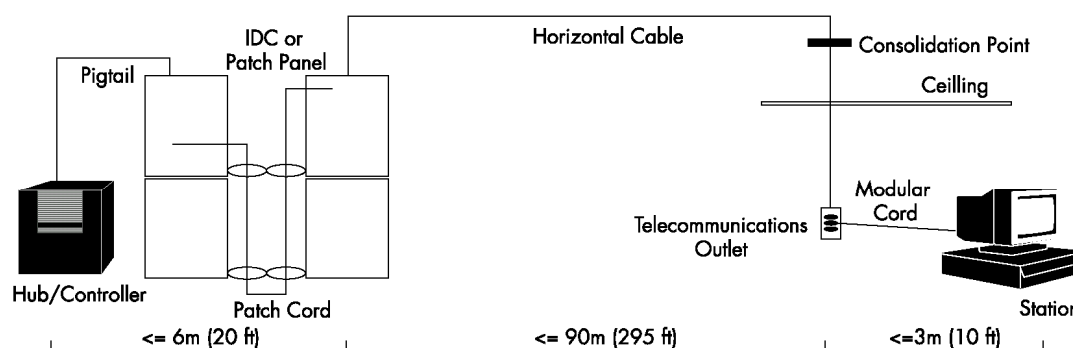 IDC or
Patch Panel
Horizontal Cable
Consolidation Point
Pigtail
Ceilling
Modular
Cord
Telecommunications
Outlet
Hub/Controller
Patch Cord
Station
<= 6m (20 ft)
<= 90m (295 ft)
<=3m (10 ft)